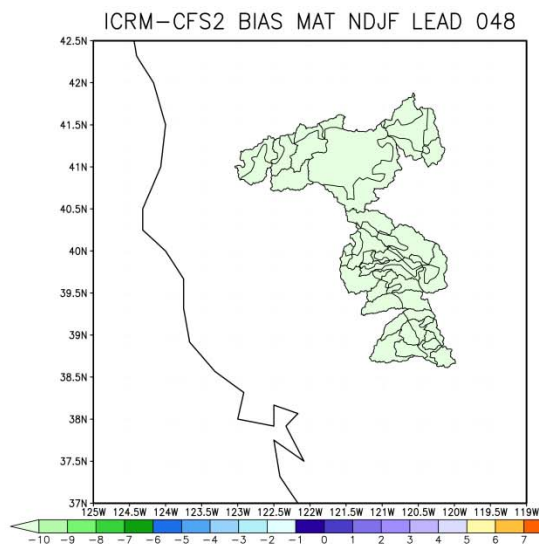 ICRM-CFS2 BIAS MAT NDJF LEAD 048
42.5N
42N
41.5N
41N
40.5N
40N
39.5N
39N
38.5N
38N
37.5N
37N
125W 124.5W 124W 123.5W 123W 122.5W 122W 121.5W 121W 120.5W 120W 119.5W 119W
-10 -9 -8 -7 -6 -5 -4 -3 -2 -1 0 1 2 3 4 5 6 7